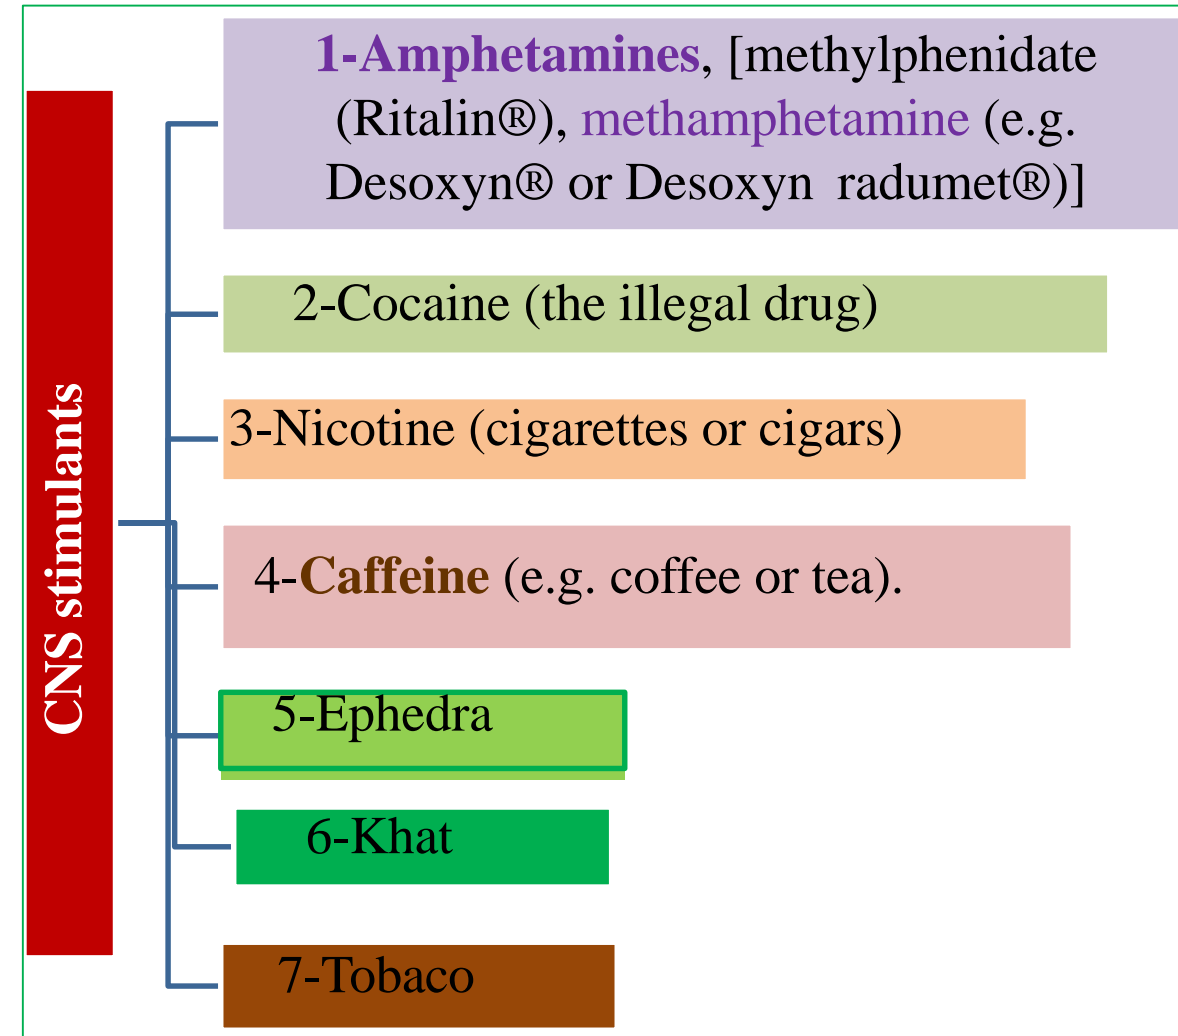 CNS stimulants
1-Amphetamines, [methylphenidate
(Ritalin®), methamphetamine (e.g.
Desoxyn® or Desoxyn radumet®)]
2-Cocaine (the illegal drug)
3-Nicotine (cigarettes or cigars)
4-Caffeine (e.g. coffee or tea).
5-Ephedra
6-Khat
7-Tobaco